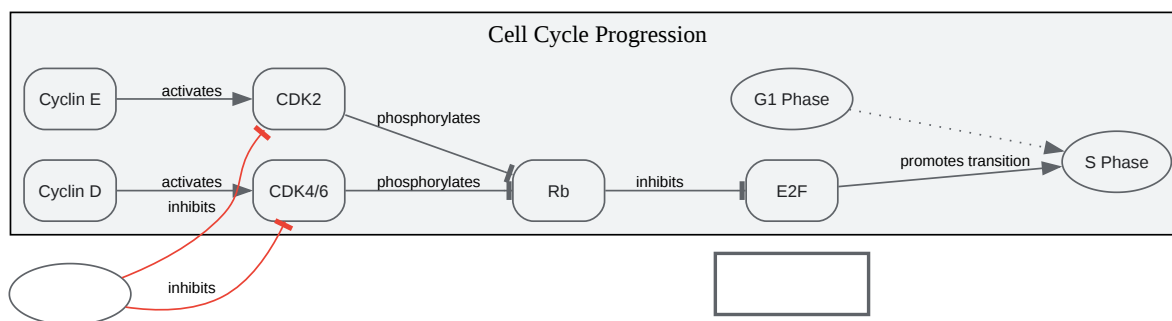 Cell Cycle Progression
Cyclin E
activates
CDK2
G1 Phase
phosphorylates
S Phase
promotes transition
Cyclin D
activates
CDK4/6
phosphorylates
Rb
inhibits
E2F
inhibits
inhibits